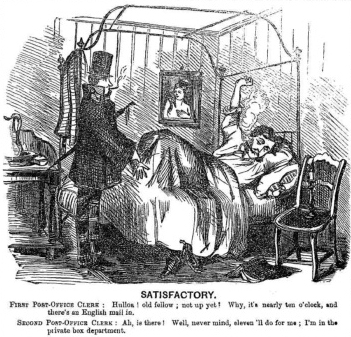 SATISFACTORY.
FIRST POST-OFFICE CLERK : Hulloa ! old fellow ; not up yet ! Why, it's nearly ten o'clock, and
there's an English mail in.
SECOND POST-OFFICE CLERK : Ah, is there ! Well, never mind, eleven 'll do for me ; I'm in the
private box department.